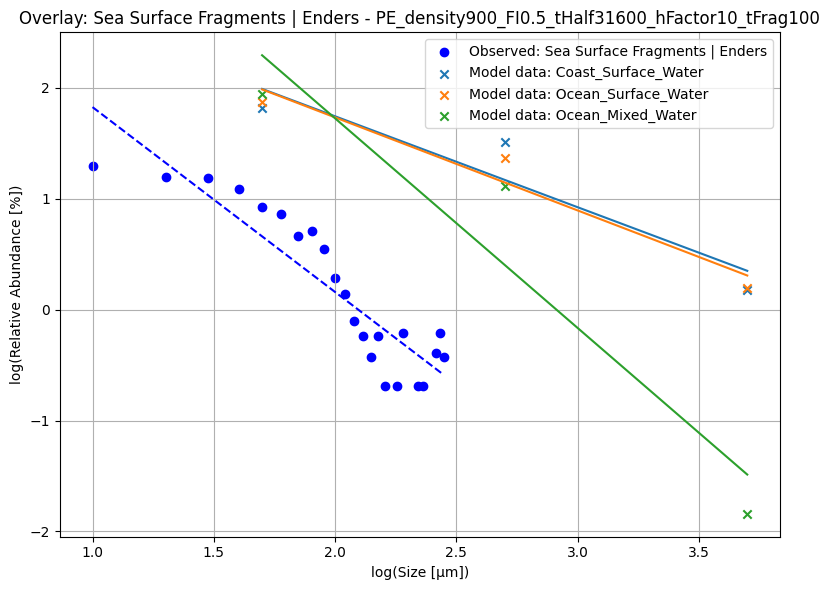 Overlay: Sea Surface Fragments | Enders - PE_density900_FI0.5_tHalf31600_hFactor10_tFrag100
Observed: Sea Surface Fragments | Enders
Model data: Coast_Surface_Water
Model data: Ocean_Surface_Water
Model data: Ocean_Mixed_Water
log(Relative Abundance [%])
2
1
0
−1
−2
1.0 1.5 2.0 2.5 3.0 3.5
log(Size [μm])